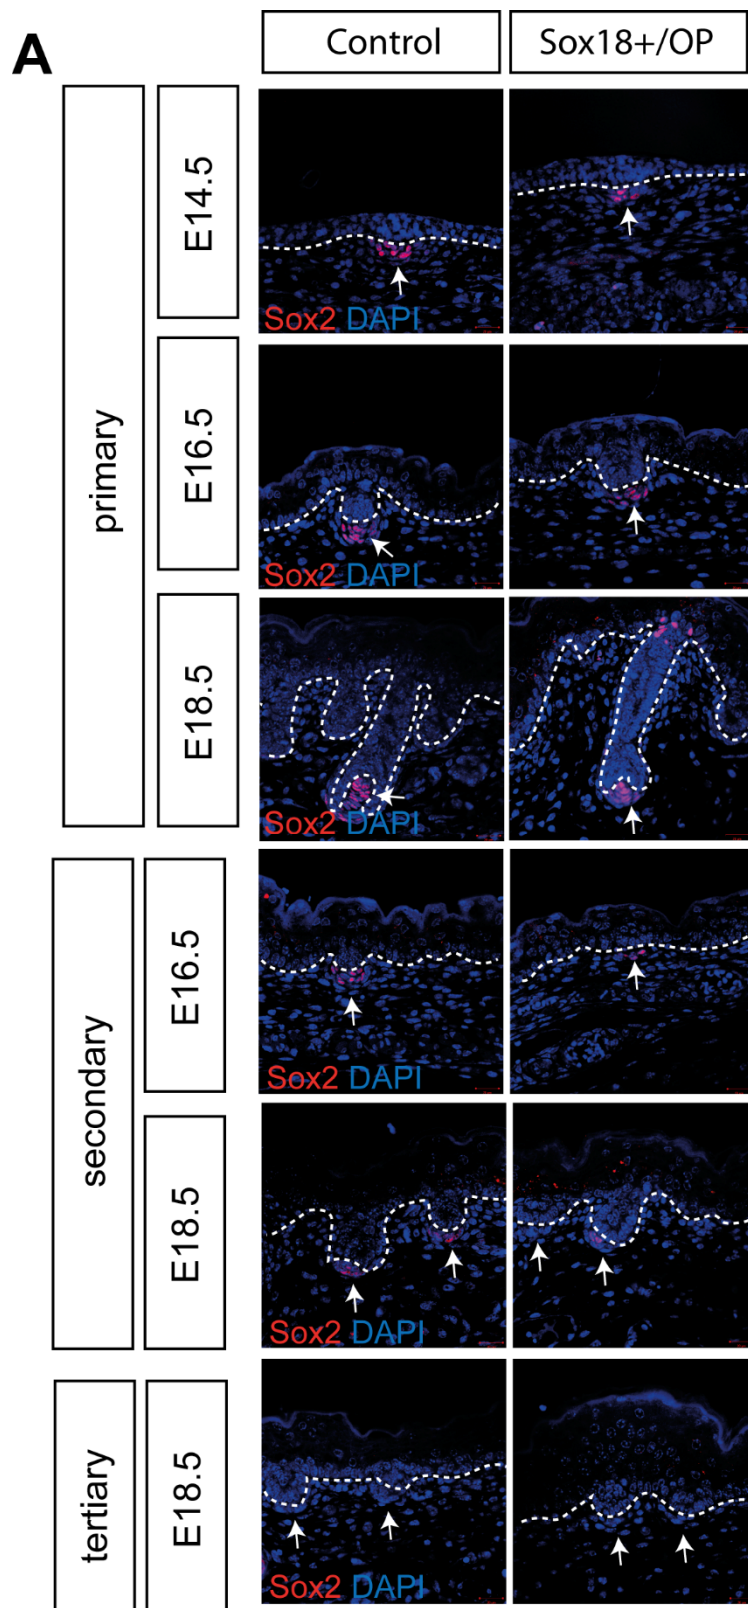 A
Control
Sox18+/OP
primary
E14.5
Sox2 DAPI
E16.5
Sox2 DAPI
E18.5
Sox2 DAPI
secondary
E16.5
Sox2 DAPI
E18.5
Sox2 DAPI
tertiary
E18.5
Sox2 DAPI